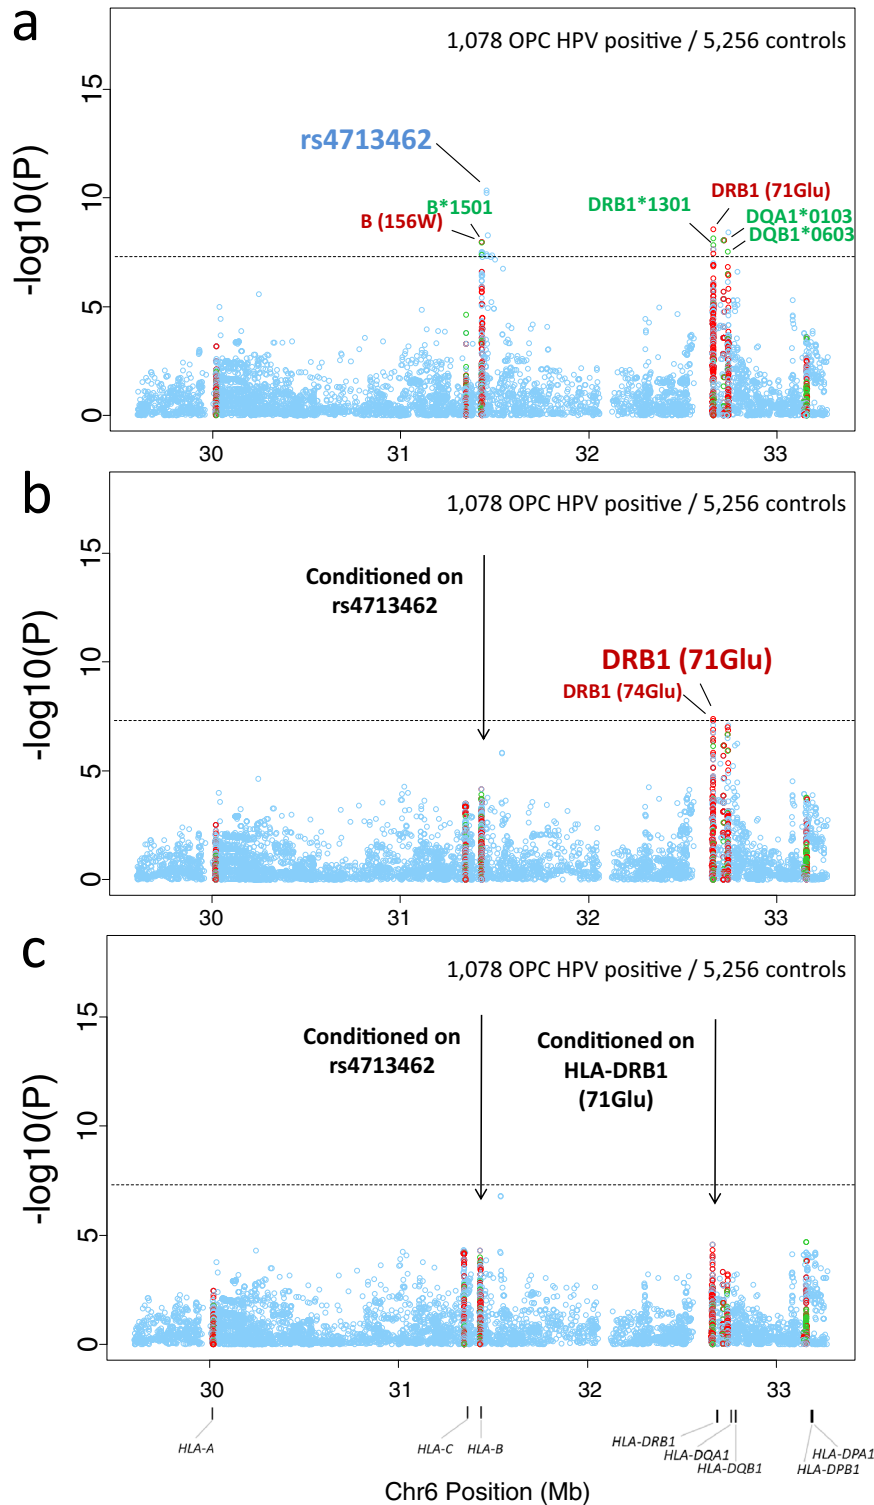 a
1,078 OPC HPV positive / 5,256 controls
15
10
5
0
-log10(P)
rs4713462
B*1501
B (156W)
DRB1 (71Glu)
DRB1*1301
DQA1*0103
DQB1*0603
30 31 32 33
b
1,078 OPC HPV positive / 5,256 controls
15
10
5
0
-log10(P)
Conditioned on
rs4713462
DRB1 (71Glu)
DRB1 (74Glu)
30 31 32 33
c
1,078 OPC HPV positive / 5,256 controls
15
10
5
0
-log10(P)
Conditioned on
rs4713462
Conditioned on
HLA-DRB1
(71Glu)
30 31 32 33
HLA-A
HLA-C
HLA-B
HLA-DRB1
HLA-DQA1
HLA-DQB1
HLA-DPA1
HLA-DPB1
Chr6 Position (Mb)